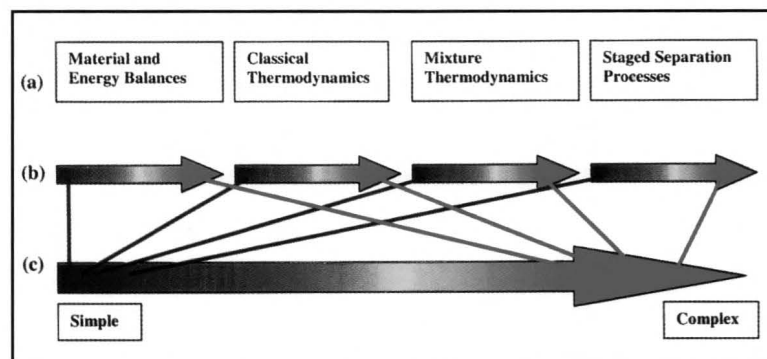 (a)
Material and
Energy Balances
Classical
Thermodynamics
Mixture
Thermodynamics
Staged Separation
Processes
(b)
(c)
Simple
Complex